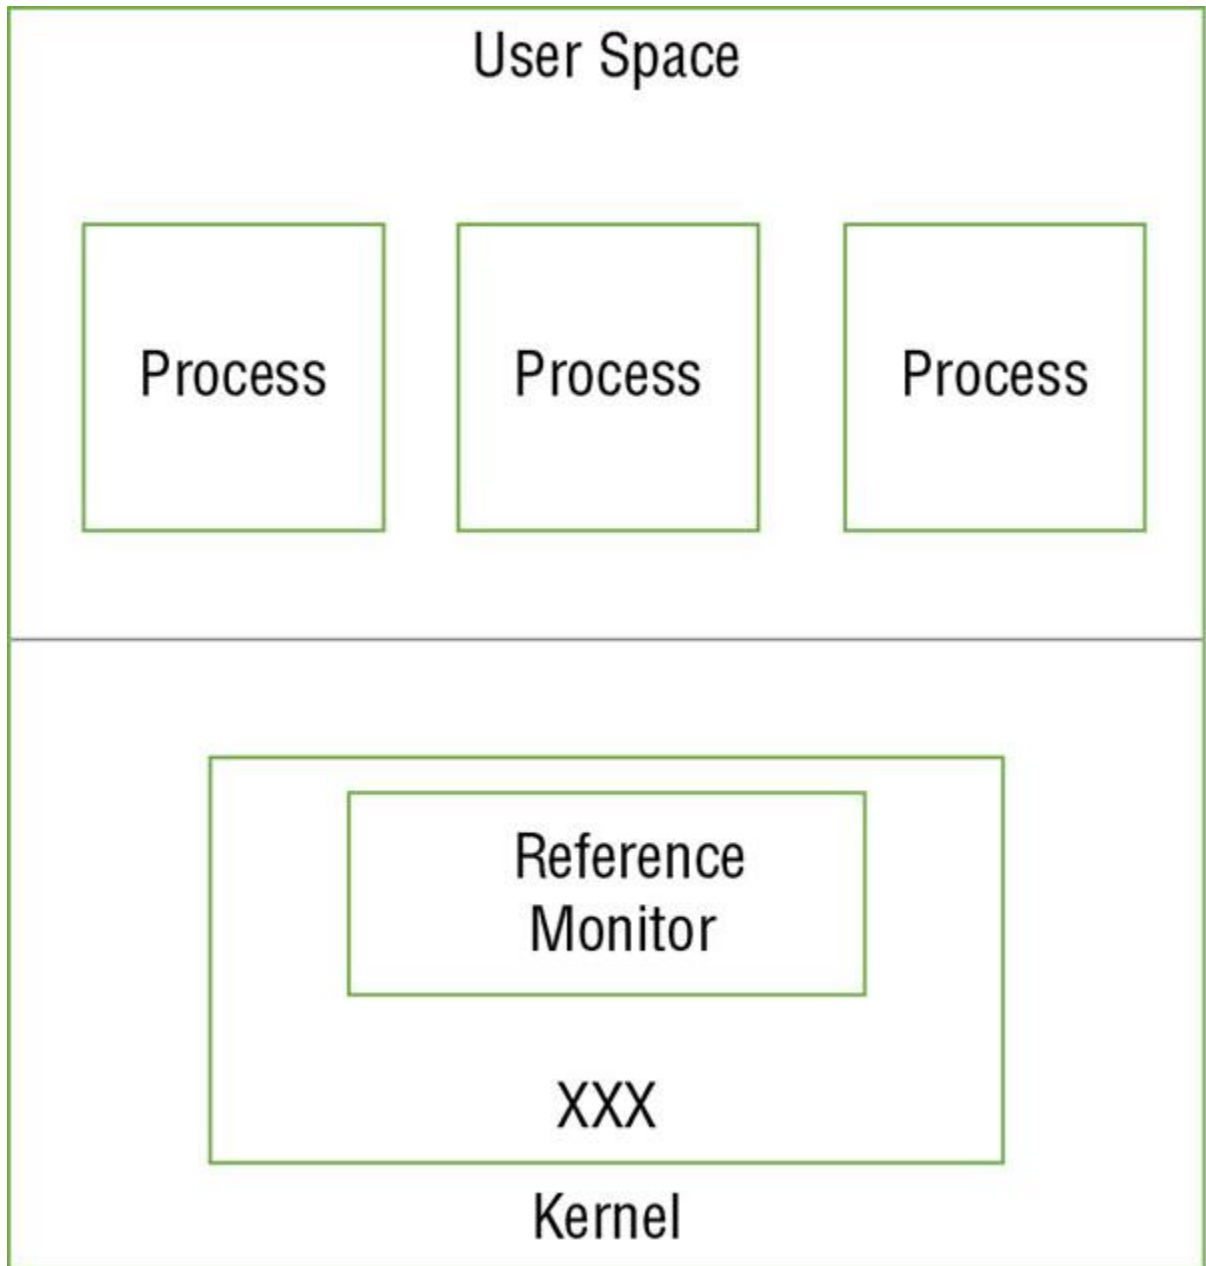 User Space
Process Process Process
Reference
Monitor
XXX
Kernel